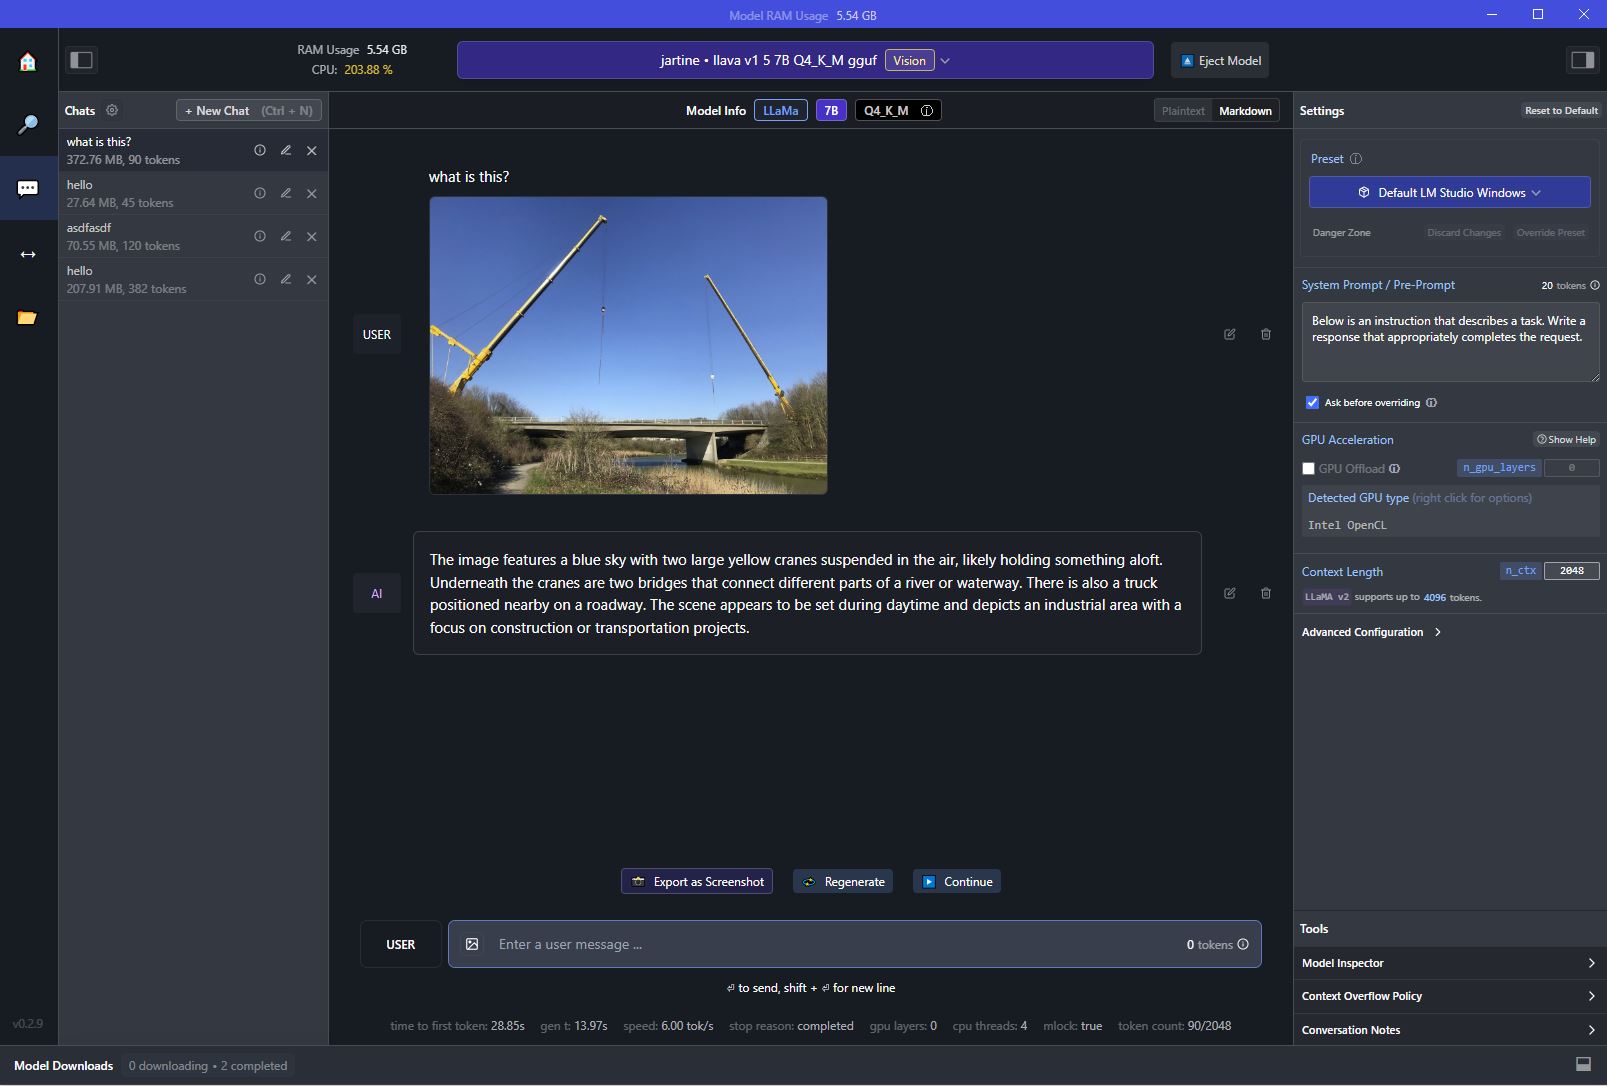 Model RAM Usage 5.54 GB
RAM Usage 5.54 GB
CPU: 203.88 %
jartine • llava v1 5 7B Q4_K_M gguf Vision
Eject Model
Chats
+ New Chat (Ctrl + N)
what is this?
372.76 MB, 90 tokens
hello
27.64 MB, 45 tokens
asdfasdf
70.55 MB, 120 tokens
hello
207.91 MB, 382 tokens
v0.2.9
Model Info LLaMa 7B Q4_K_M
Plaintext Markdown
USER
what is this?
AI
The image features a blue sky with two large yellow cranes suspended in the air, likely holding something aloft.
Underneath the cranes are two bridges that connect different parts of a river or waterway. There is also a truck
positioned nearby on a roadway. The scene appears to be set during daytime and depicts an industrial area with a
focus on construction or transportation projects.
Export as Screenshot Regenerate Continue
USER
Enter a user message ...
0 tokens
⏎ to send, shift + ⏎ for new line
time to first token: 28.85s gen t: 13.97s speed: 6.00 tok/s stop reason: completed gpu layers: 0 cpu threads: 4 mlock: true token count: 90/2048
Settings Reset to Default
Preset
Default LM Studio Windows
Danger Zone Discard Changes Override Preset
System Prompt / Pre-Prompt 20 tokens
Below is an instruction that describes a task. Write a
response that appropriately completes the request.
Ask before overriding
GPU Acceleration Show Help
GPU Offload n_gpu_layers 0
Detected GPU type (right click for options)
Intel OpenCL
Context Length n_ctx 2048
LLaMA v2 supports up to 4096 tokens.
Advanced Configuration
Tools
Model Inspector
Context Overflow Policy
Conversation Notes
Model Downloads 0 downloading • 2 completed